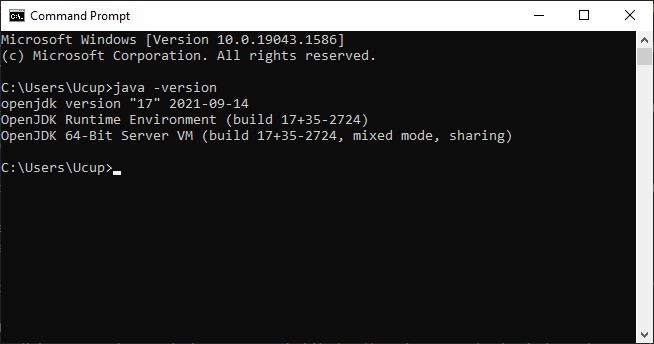 Command Prompt
Microsoft Windows [Version 10.0.19043.1586]
(c) Microsoft Corporation. All rights reserved.
C:\Users\Ucup>java -version
openjdk version "17" 2021-09-14
OpenJDK Runtime Environment (build 17+35-2724)
OpenJDK 64-Bit Server VM (build 17+35-2724, mixed mode, sharing)
C:\Users\Ucup>